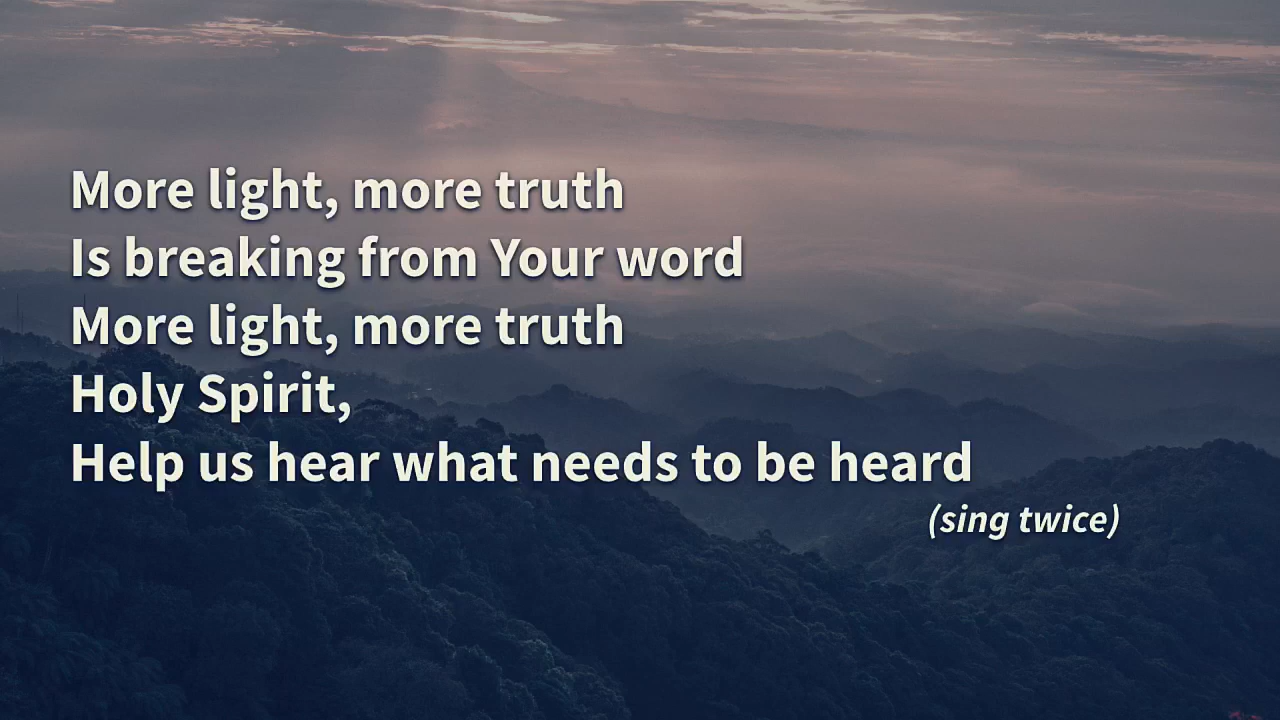 More light, more truth
Is breaking from Your word
More light, more truth
Holy Spirit,
Help us hear what needs to be heard
(sing twice)